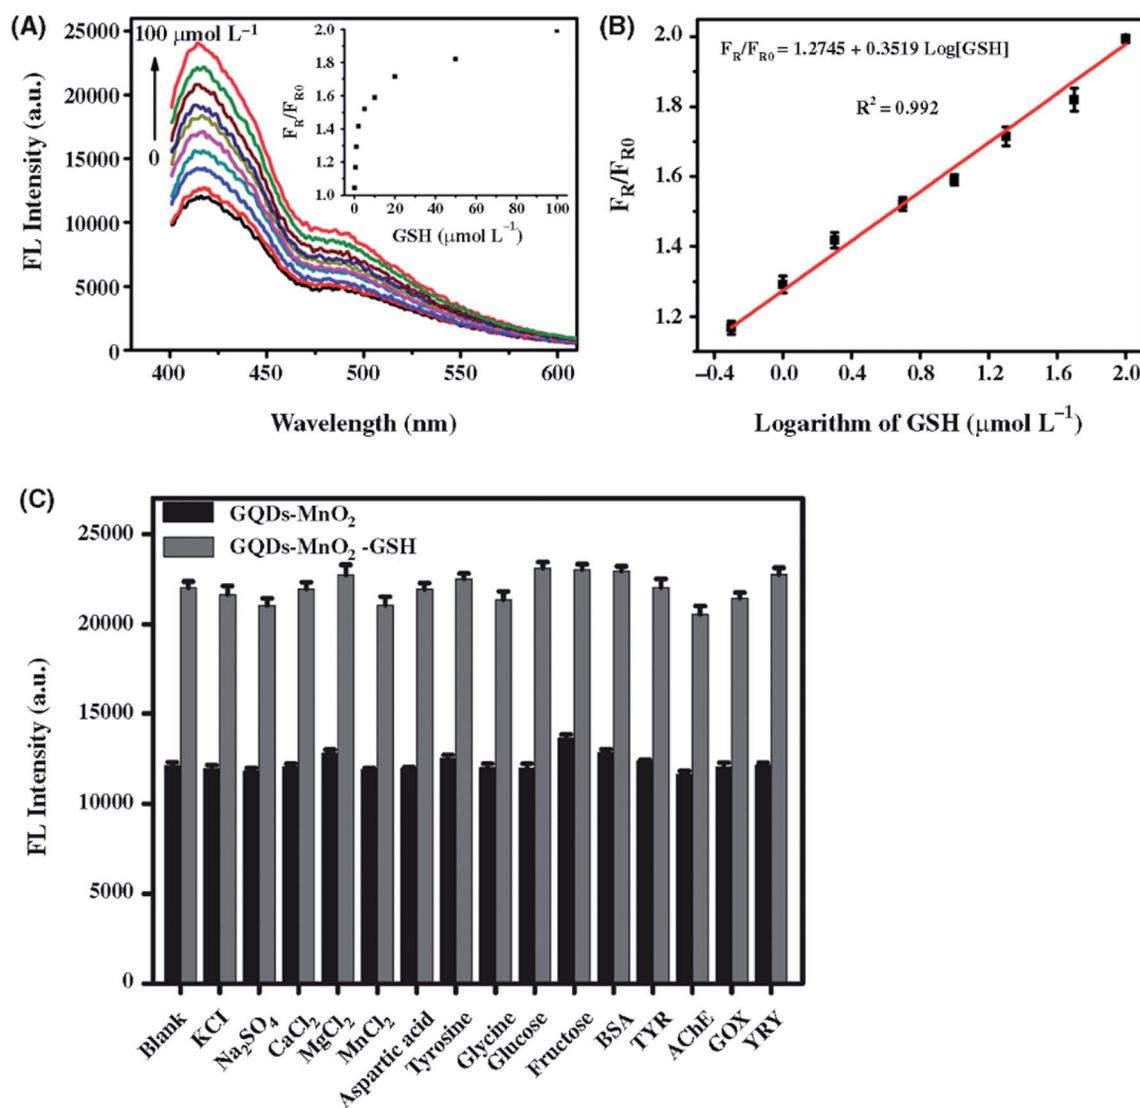 (A)
25000
20000
15000
10000
5000
0
FL Intensity (a.u.)
100 μmol L⁻¹
0
2.0
1.8
1.6
1.4
1.2
1.0
F_R/F_R0
0 20 40 60 80 100
GSH (μmol L⁻¹)
400 450 500 550 600
Wavelength (nm)
(B)
2.0
1.8
1.6
1.4
1.2
F_R/F_R0
F_R/F_R0 = 1.2745 + 0.3519 Log[GSH]
R² = 0.992
–0.4 0.0 0.4 0.8 1.2 1.6 2.0
Logarithm of GSH (μmol L⁻¹)
(C)
25000
20000
15000
10000
5000
0
FL Intensity (a.u.)
GQDs-MnO₂
GQDs-MnO₂ -GSH
Blank
KCI
Na₂SO₄
CaCl₂
MgCl₂
MnCl₂
Aspartic acid
Tyrosine
Glycine
Glucose
Fructose
BSA
TYR
AChE
GOX
YRY